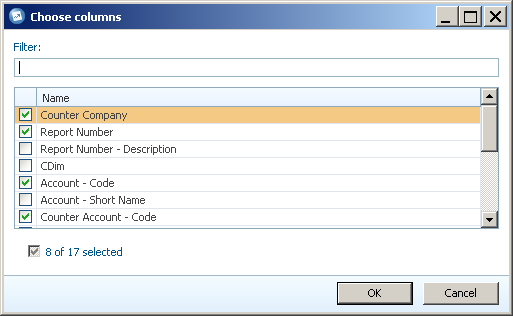 Choose columns
Filter:
Name
Counter Company
Report Number
Report Number - Description
CDim
Account - Code
Account - Short Name
Counter Account - Code
8 of 17 selected
OK
Cancel